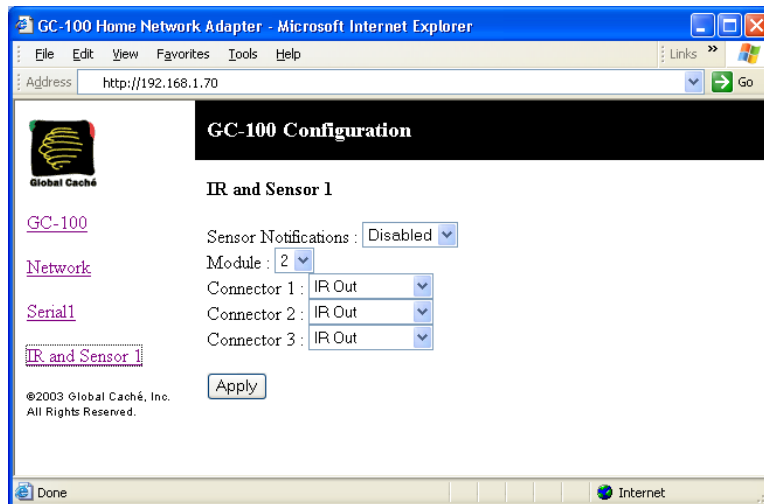 GC-100 Home Network Adapter - Microsoft Internet Explorer
File Edit View Favorites Tools Help Links »
Address http://192.168.1.70 Go
Global Caché
GC-100
Network
Serial1
IR and Sensor 1
©2003 Global Caché, Inc.
All Rights Reserved.
GC-100 Configuration
IR and Sensor 1
Sensor Notifications : Disabled
Module : 2
Connector 1 : IR Out
Connector 2 : IR Out
Connector 3 : IR Out
Apply
Done Internet